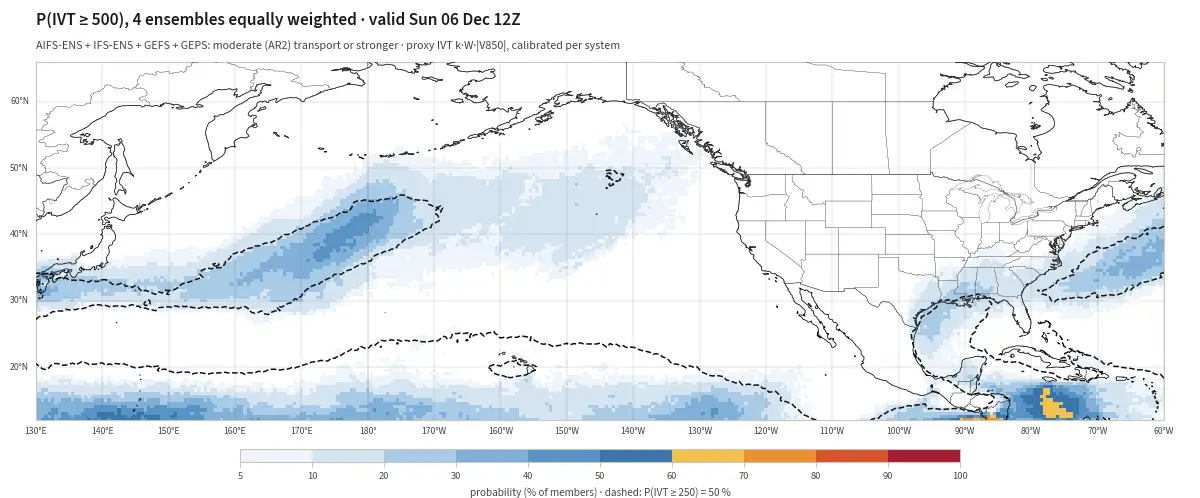 P(IVT ≥ 500), 4 ensembles equally weighted · valid Sun 06 Dec 12Z
AIFS-ENS + IFS-ENS + GEFS + GEPS: moderate (AR2) transport or stronger · proxy IVT k·W·|V850|, calibrated per system
60°N
50°N
40°N
30°N
20°N
130°E 140°E 150°E 160°E 170°E 180° 170°W 160°W 150°W 140°W 130°W 120°W 110°W 100°W 90°W 80°W 70°W 60°W
5 10 20 30 40 50 60 70 80 90 100
probability (% of members) · dashed: P(IVT ≥ 250) = 50 %